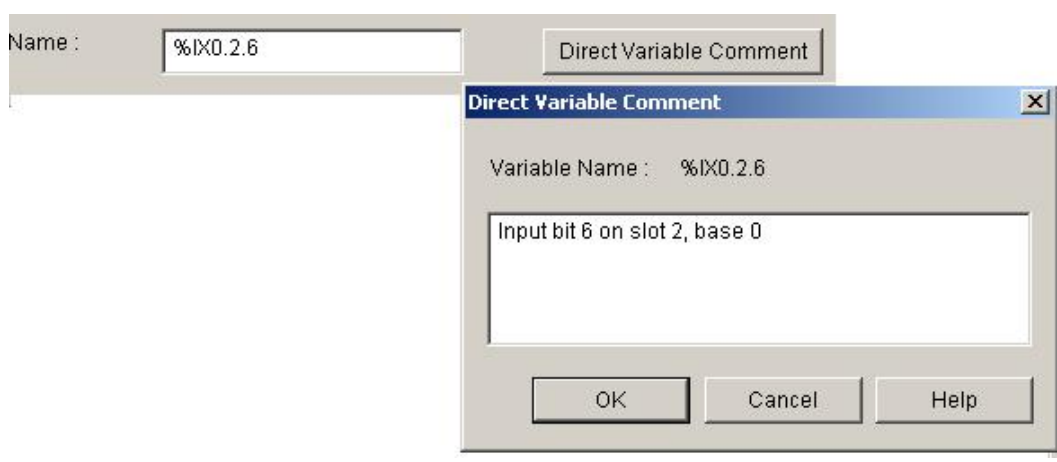 Name : %IX0.2.6 Direct Variable Comment
Direct Variable Comment
Variable Name : %IX0.2.6
Input bit 6 on slot 2, base 0
OK Cancel Help